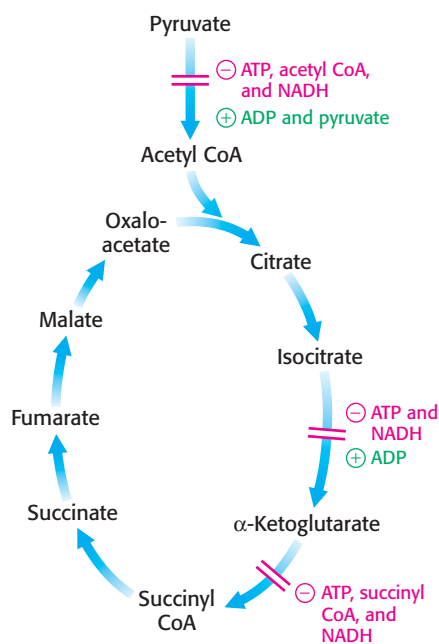 Pyruvate
⊖ ATP, acetyl CoA,
and NADH
⊕ ADP and pyruvate
Acetyl CoA
Oxalo-
acetate
Citrate
Malate
Isocitrate
⊖ ATP and
NADH
⊕ ADP
Fumarate
Succinate
α-Ketoglutarate
⊖ ATP, succinyl
CoA, and
NADH
Succinyl
CoA